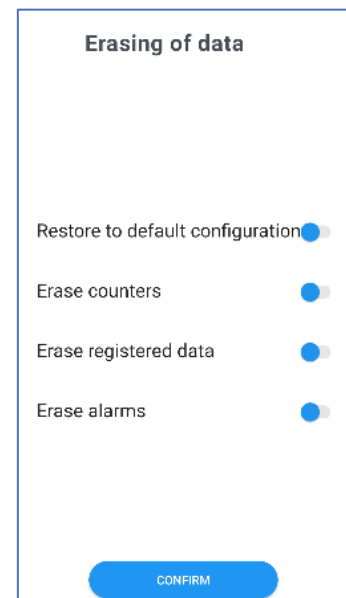 Erasing of data
Restore to default configuration
Erase counters
Erase registered data
Erase alarms
CONFIRM